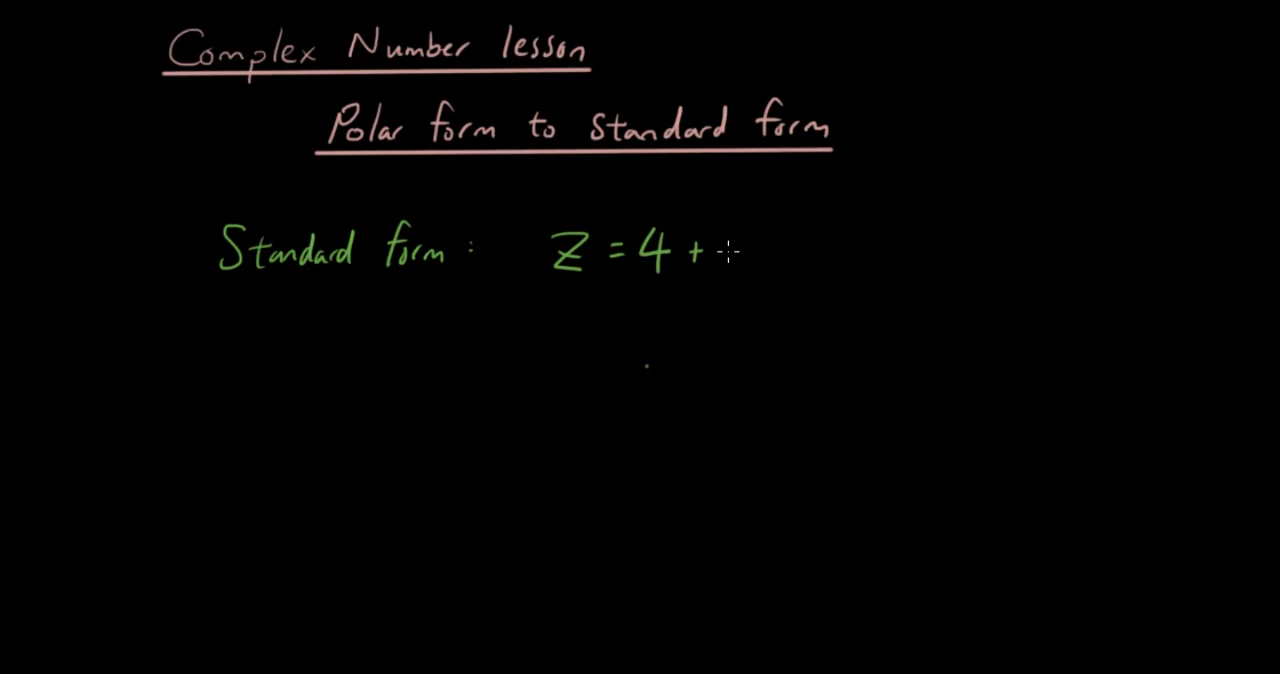 Complex Number lesson
Polar form to Standard form
Standard form : Z = 4 +